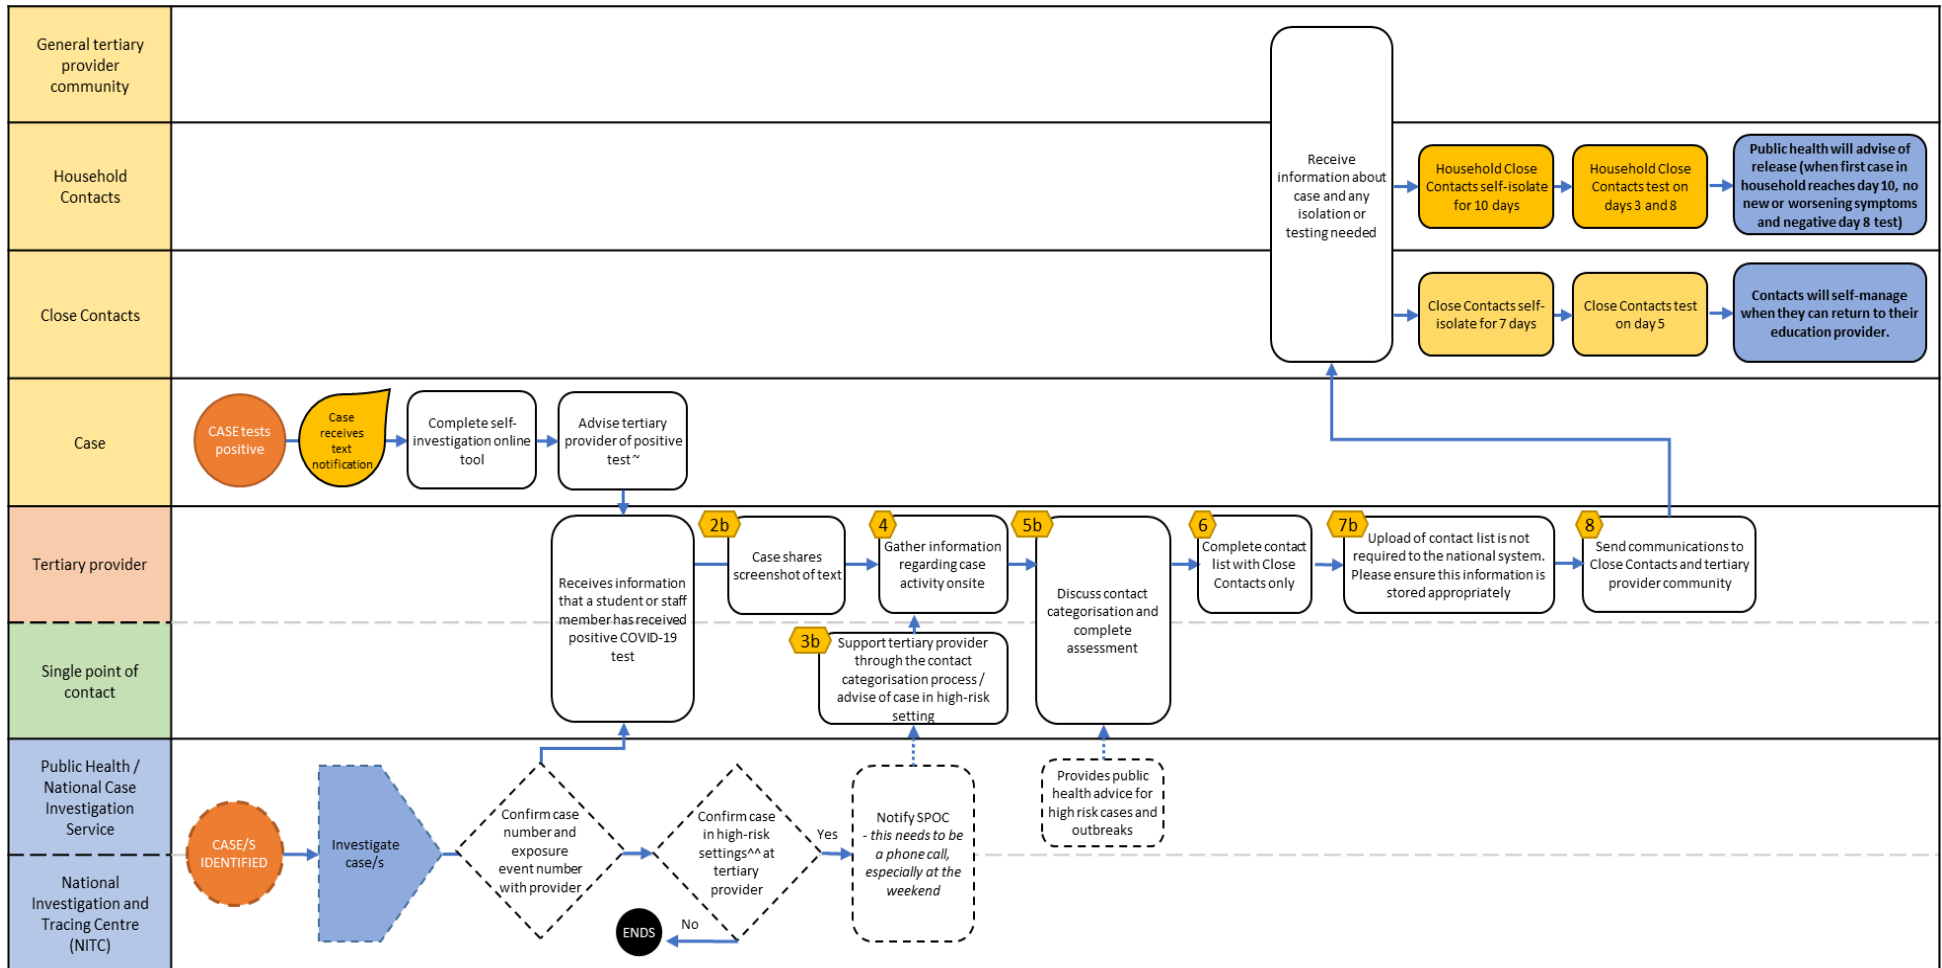 General tertiary
provider
community
Receive
information about
case and any
isolation or
testing needed
Household
Contacts
Household Close
Contacts self-isolate
for 10 days
Household Close
Contacts test on
days 3 and 8
Public health will advise of
release (when first case in
household reaches day 10, no
new or worsening symptoms
and negative day 8 test)
Close Contacts
Close Contacts self-
isolate for 7 days
Close Contacts test
on day 5
Contacts will self-manage
when they can return to their
education provider.
Case
CASE tests
positive
Case
receives
text
notification
Complete self-
investigation online
tool
Advise tertiary
provider of positive
test~
Tertiary provider
Receives information
that a student or staff
member has received
positive COVID-19
test
2b
Case shares
screenshot of text
4
Gather information
regarding case
activity onsite
5b
Discuss contact
categorisation and
complete
assessment
6
Complete contact
list with Close
Contacts only
7b
Upload of contact list is not
required to the national system.
Please ensure this information is
stored appropriately
8
Send communications to
Close Contacts and tertiary
provider community
Single point of
contact
3b
Support tertiary provider
through the contact
categorisation process /
advise of case in high-risk
setting
Public Health /
National Case
Investigation
Service
National
Investigation and
Tracing Centre
(NITC)
CASE/S
IDENTIFIED
Investigate
case/s
Confirm case
number and
exposure
event number
with provider
Confirm case
in high-risk
settings^^ at
tertiary
provider
Yes
No
ENDS
Notify SPOC
- this needs to be
a phone call,
especially at the
weekend
Provides public
health advice for
high risk cases and
outbreaks